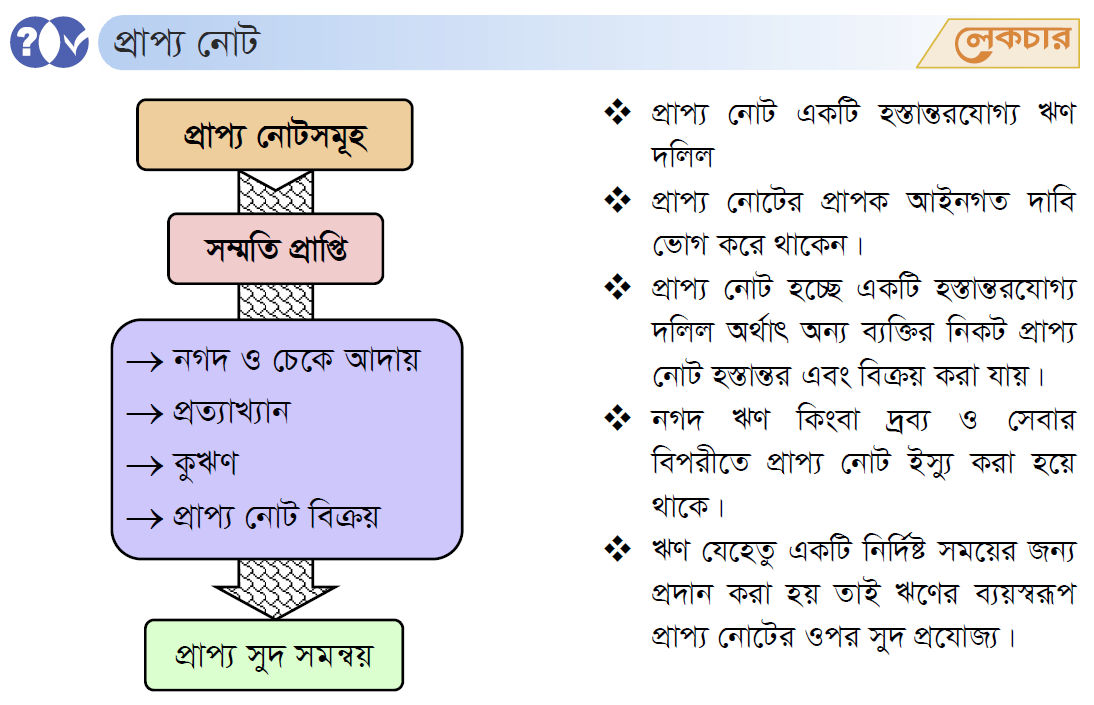 প্রাপ্য নোট
লেকচার
প্রাপ্য নোটসমূহ
সম্মতি প্রাপ্তি
→ নগদ ও চেকে আদায়
→ প্রত্যাখ্যান
→ কুঋণ
→ প্রাপ্য নোট বিক্রয়
প্রাপ্য সুদ সমন্বয়
❖ প্রাপ্য নোট একটি হস্তান্তরযোগ্য ঋণ
দলিল
❖ প্রাপ্য নোটের প্রাপক আইনগত দাবি
ভোগ করে থাকেন।
❖ প্রাপ্য নোট হচ্ছে একটি হস্তান্তরযোগ্য
দলিল অর্থাৎ অন্য ব্যক্তির নিকট প্রাপ্য
নোট হস্তান্তর এবং বিক্রয় করা যায়।
❖ নগদ ঋণ কিংবা দ্রব্য ও সেবার
বিপরীতে প্রাপ্য নোট ইস্যু করা হয়ে
থাকে।
❖ ঋণ যেহেতু একটি নির্দিষ্ট সময়ের জন্য
প্রদান করা হয় তাই ঋণের ব্যয়স্বরূপ
প্রাপ্য নোটের ওপর সুদ প্রযোজ্য।